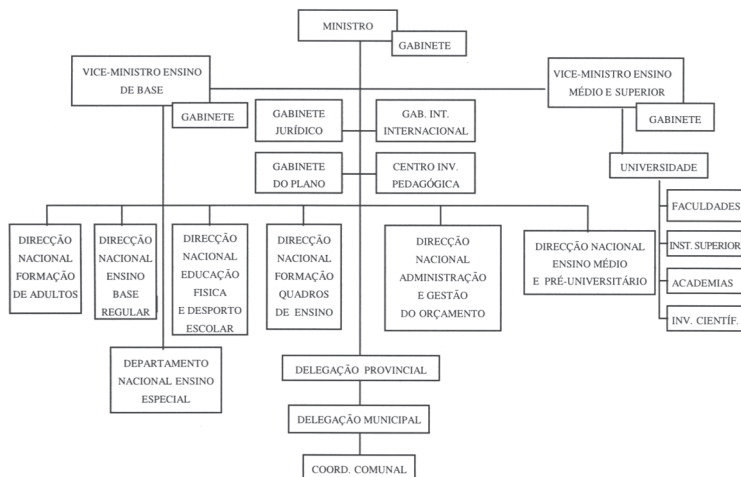 MINISTRO
GABINETE
VICE-MINISTRO ENSINO
DE BASE
GABINETE
VICE-MINISTRO ENSINO
MÉDIO E SUPERIOR
GABINETE
GABINETE
JURÍDICO
GAB. INT.
INTERNACIONAL
GABINETE
DO PLANO
CENTRO INV.
PEDAGÓGICA
UNIVERSIDADE
FACULDADES
INST. SUPERIOR
ACADEMIAS
INV. CIENTÍF.
DIRECÇÃO
NACIONAL
FORMAÇÃO
DE ADULTOS
DIRECÇÃO
NACIONAL
ENSINO
BASE
REGULAR
DIRECÇÃO
NACIONAL
EDUCAÇÃO
FISICA
E DESPORTO
ESCOLAR
DIRECÇÃO
NACIONAL
FORMAÇÃO
QUADROS
DE ENSINO
DIRECÇÃO
NACIONAL
ADMINISTRAÇÃO
E GESTÃO
DO ORÇAMENTO
DIRECÇÃO NACIONAL
ENSINO MÉDIO
E PRÉ-UNIVERSITÁRIO
DEPARTAMENTO
NACIONAL ENSINO
ESPECIAL
DELEGAÇÃO PROVINCIAL
DELEGAÇÃO MUNICIPAL
COORD. COMUNAL